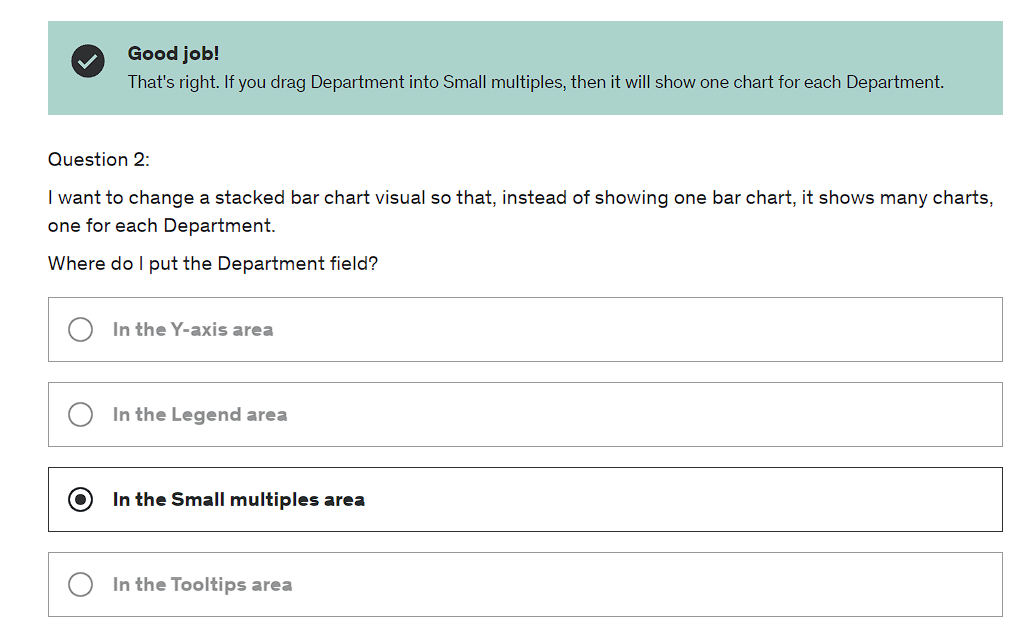 Good job!
That's right. If you drag Department into Small multiples, then it will show one chart for each Department.
Question 2:
I want to change a stacked bar chart visual so that, instead of showing one bar chart, it shows many charts,
one for each Department.
Where do I put the Department field?
In the Y-axis area
In the Legend area
In the Small multiples area
In the Tooltips area